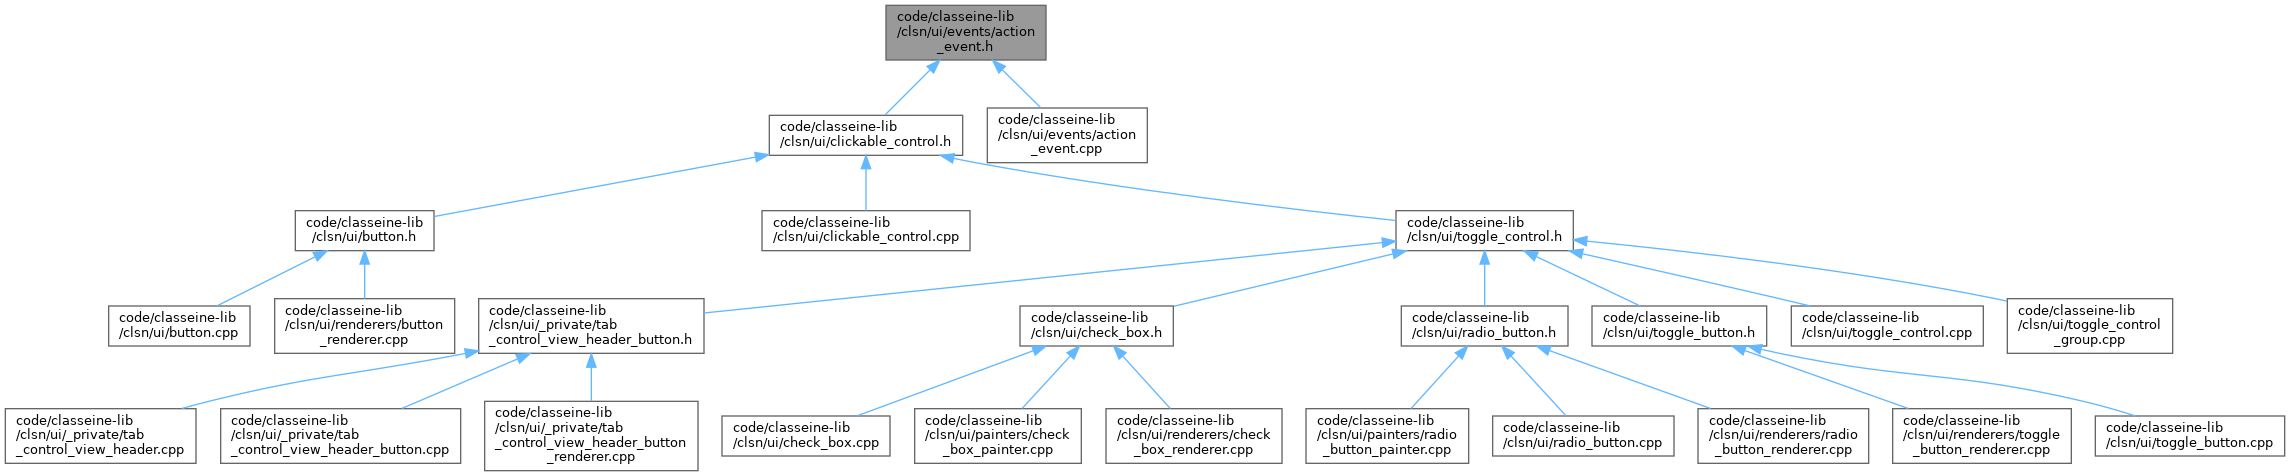 code/classeine-lib
/clsn/ui/events/action
_event.h
code/classeine-lib
/clsn/ui/clickable_control.h
code/classeine-lib
/clsn/ui/events/action
_event.cpp
code/classeine-lib
/clsn/ui/button.h
code/classeine-lib
/clsn/ui/clickable_control.cpp
code/classeine-lib
/clsn/ui/toggle_control.h
code/classeine-lib
/clsn/ui/button.cpp
code/classeine-lib
/clsn/ui/renderers/button
_renderer.cpp
code/classeine-lib
/clsn/ui/_private/tab
_control_view_header_button.h
code/classeine-lib
/clsn/ui/check_box.h
code/classeine-lib
/clsn/ui/radio_button.h
code/classeine-lib
/clsn/ui/toggle_button.h
code/classeine-lib
/clsn/ui/toggle_control.cpp
code/classeine-lib
/clsn/ui/toggle_control
_group.cpp
code/classeine-lib
/clsn/ui/_private/tab
_control_view_header.cpp
code/classeine-lib
/clsn/ui/_private/tab
_control_view_header_button.cpp
code/classeine-lib
/clsn/ui/_private/tab
_control_view_header_button
_renderer.cpp
code/classeine-lib
/clsn/ui/check_box.cpp
code/classeine-lib
/clsn/ui/painters/check
_box_painter.cpp
code/classeine-lib
/clsn/ui/renderers/check
_box_renderer.cpp
code/classeine-lib
/clsn/ui/painters/radio
_button_painter.cpp
code/classeine-lib
/clsn/ui/radio_button.cpp
code/classeine-lib
/clsn/ui/renderers/radio
_button_renderer.cpp
code/classeine-lib
/clsn/ui/renderers/toggle
_button_renderer.cpp
code/classeine-lib
/clsn/ui/toggle_button.cpp